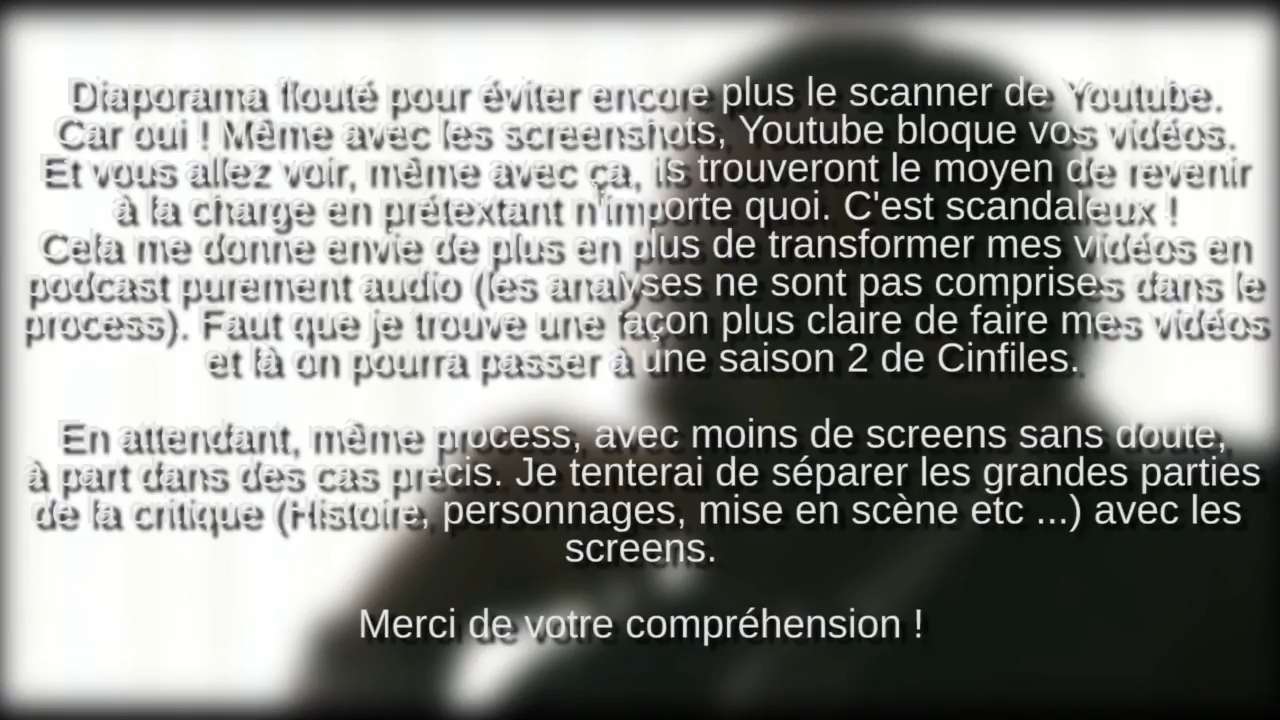 Diaporama flouté pour éviter encore plus le scanner de Youtube.
Car oui ! Même avec les screenshots, Youtube bloque vos vidéos.
Et vous allez voir, même avec ça, ils trouveront le moyen de revenir
à la charge en prétextant n'importe quoi. C'est scandaleux !
Cela me donne envie de plus en plus de transformer mes vidéos en
podcast purement audio (les analyses ne sont pas comprises dans le
process). Faut que je trouve une façon plus claire de faire mes vidéos
et là on pourra passer à une saison 2 de Cinfiles.
En attendant, même process, avec moins de screens sans doute,
à part dans des cas précis. Je tenterai de séparer les grandes parties
de la critique (Histoire, personnages, mise en scène etc ...) avec les
screens.
Merci de votre compréhension !